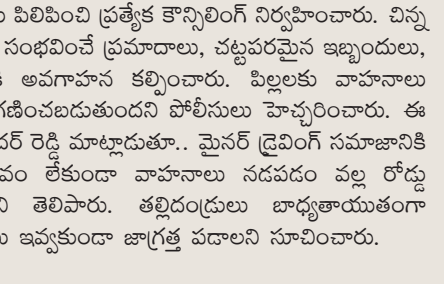 పిలిపించి ప్రత్యేక కౌన్సిలింగ్ నిర్వహించారు. చిన్న
సంభవించే ప్రమాదాలు, చట్టపరమైన ఇబ్బందులు,
అవగాహన కల్పించారు. పిల్లలకు వాహనాలు
గణించబడుతుందని పోలీసులు హెచ్చరించారు. ఈ
దర్ రెడ్డి మాట్లాడుతూ.. మైనర్ డ్రైవింగ్ సమాజానికి
వం లేకుండా వాహనాలు నడపడం వల్ల రోడ్డు
ని తెలిపారు. తల్లిదండ్రులు బాధ్యతాయుతంగా
ఇవ్వకుండా జాగ్రత్త పడాలని సూచించారు.